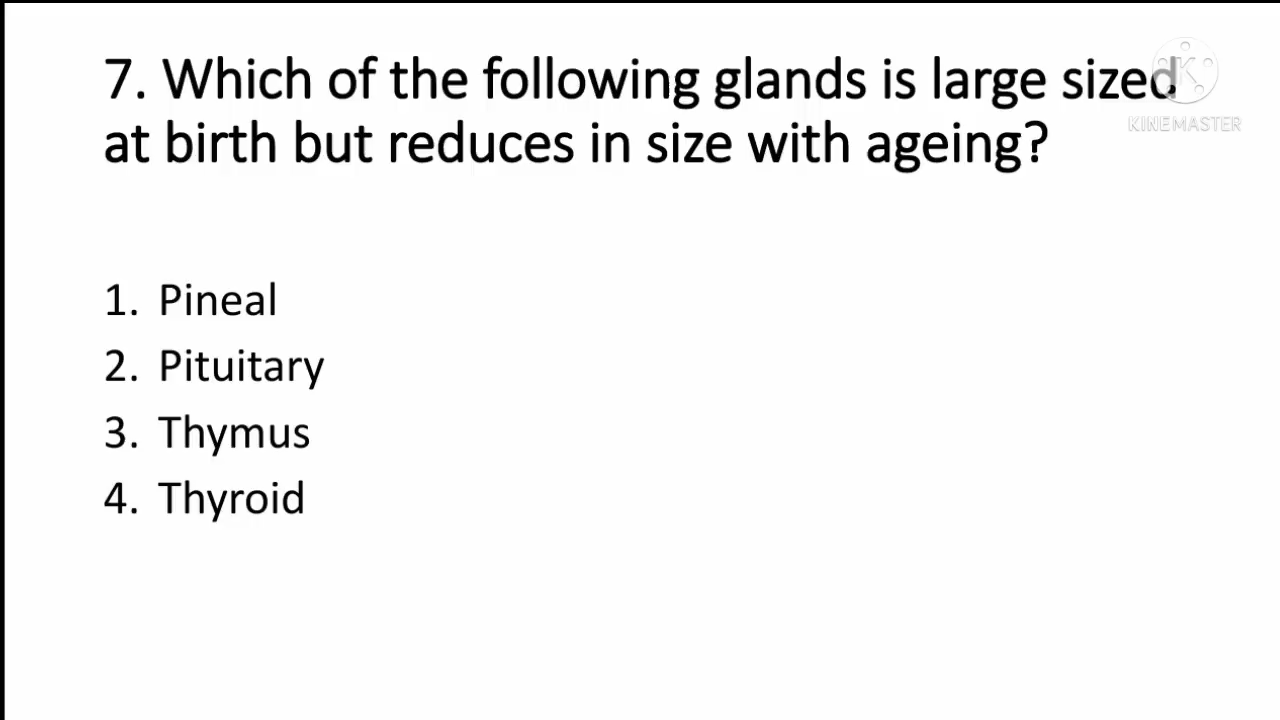 7. Which of the following glands is large sized
at birth but reduces in size with ageing?
KINEMASTER
1. Pineal
2. Pituitary
3. Thymus
4. Thyroid